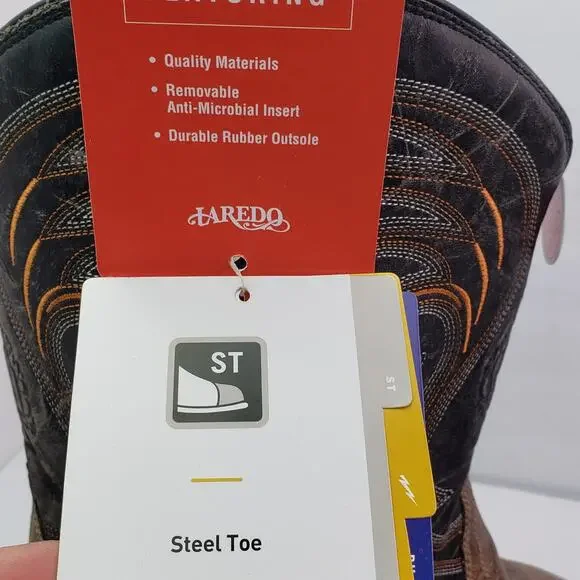 • Quality Materials
• Removable
Anti-Microbial Insert
• Durable Rubber Outsole
LAREDO
ST
ST
Steel Toe